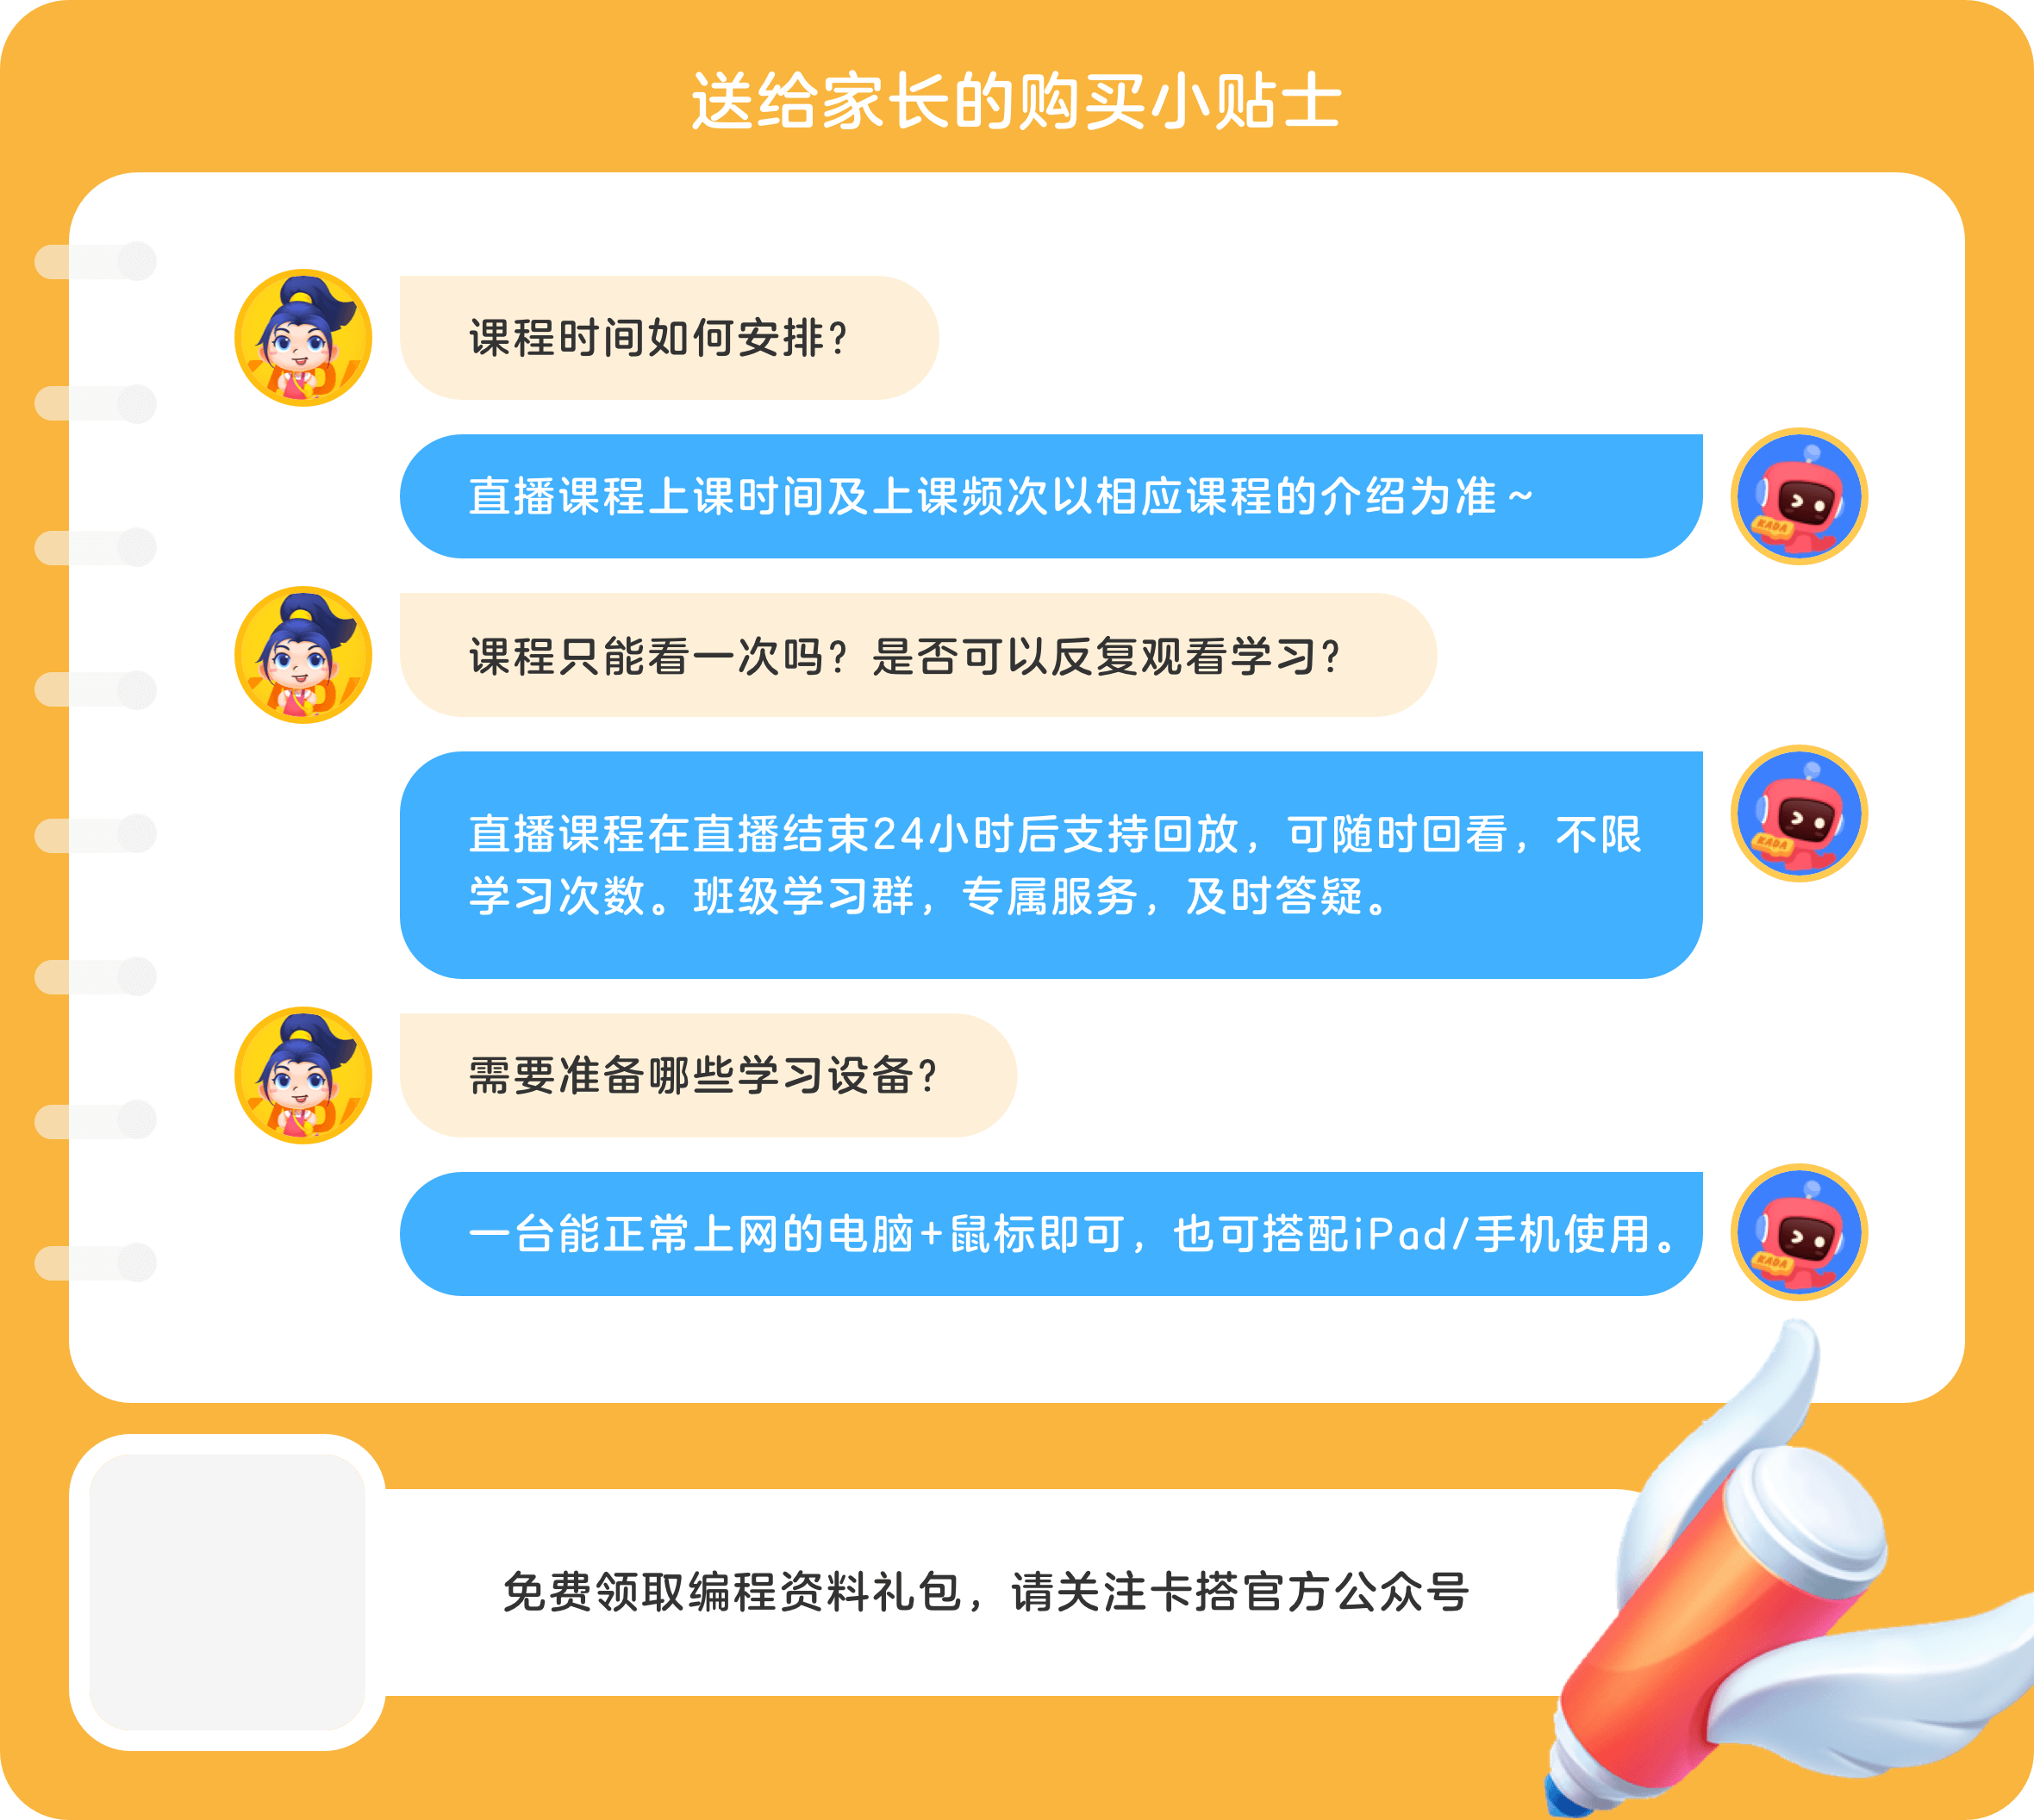 送给家长的购买小贴士
课程时间如何安排？
直播课程上课时间及上课频次以相应课程的介绍为准～
KADA
课程只能看一次吗？是否可以反复观看学习？
直播课程在直播结束24小时后支持回放，可随时回看，不限
学习次数。班级学习群，专属服务，及时答疑。
KADA
需要准备哪些学习设备？
一台能正常上网的电脑+鼠标即可，也可搭配iPad/手机使用。
KADA
免费领取编程资料礼包，请关注卡搭官方公众号